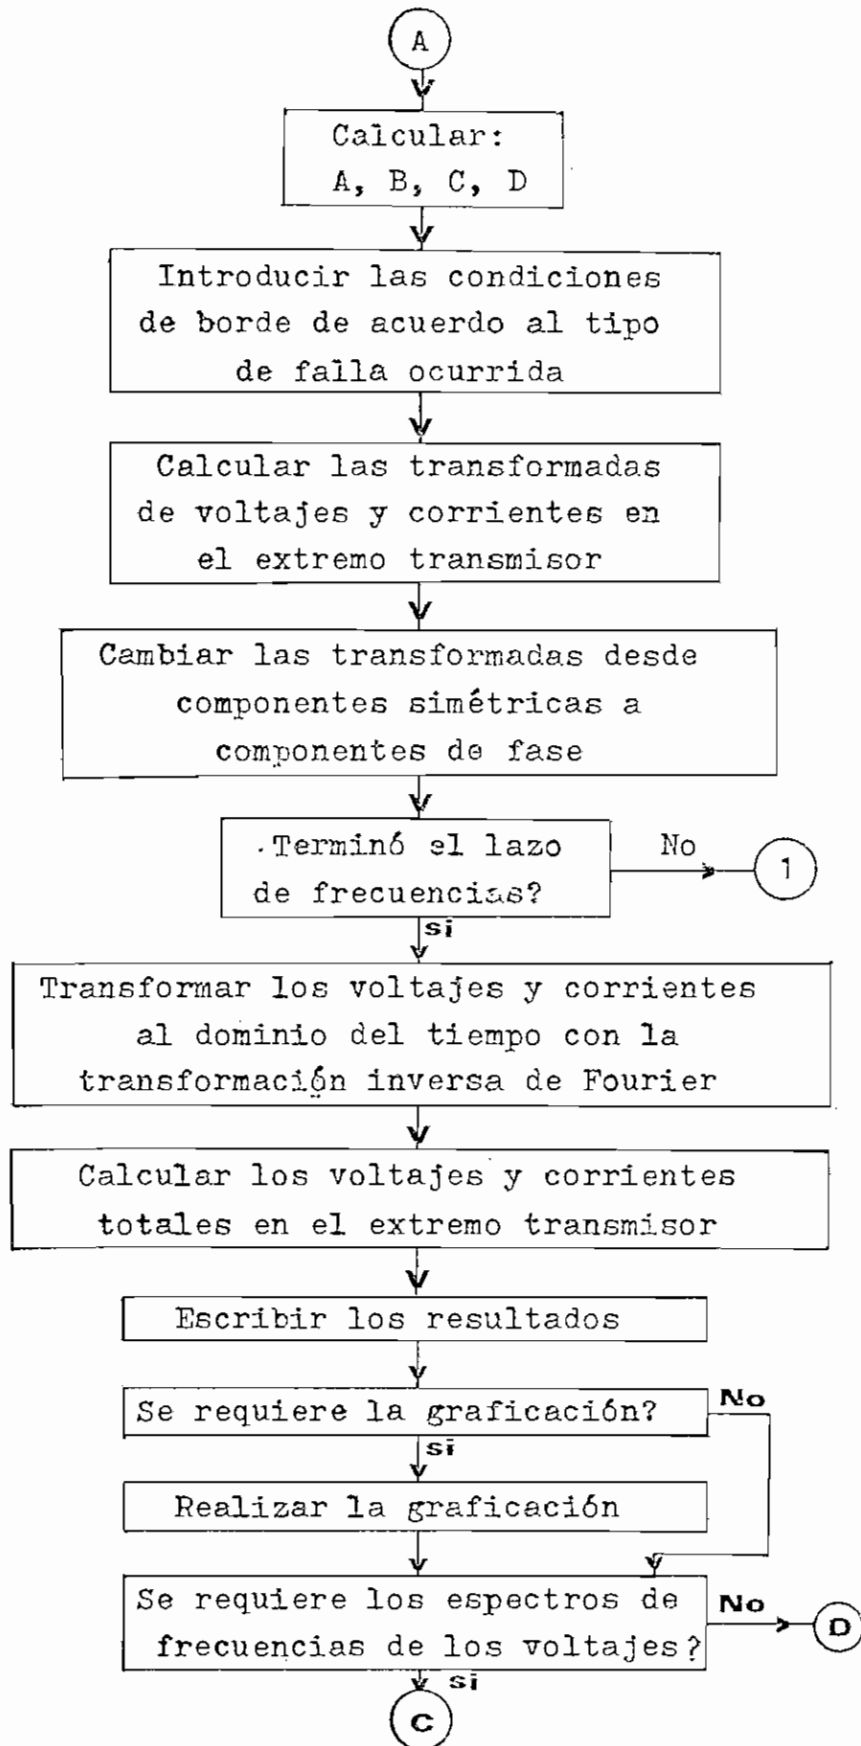 A
Calcular:
A, B, C, D
Introducir las condiciones
de borde de acuerdo al tipo
de falla ocurrida
Calcular las transformadas
de voltajes y corrientes en
el extremo transmisor
Cambiar las transformadas desde
componentes simétricas a
componentes de fase
.Terminó el lazo
de frecuencias?
No
1
si
Transformar los voltajes y corrientes
al dominio del tiempo con la
transformación inversa de Fourier
Calcular los voltajes y corrientes
totales en el extremo transmisor
Escribir los resultados
Se requiere la graficación?
No
si
Realizar la graficación
Se requiere los espectros de
frecuencias de los voltajes?
No
D
si
C